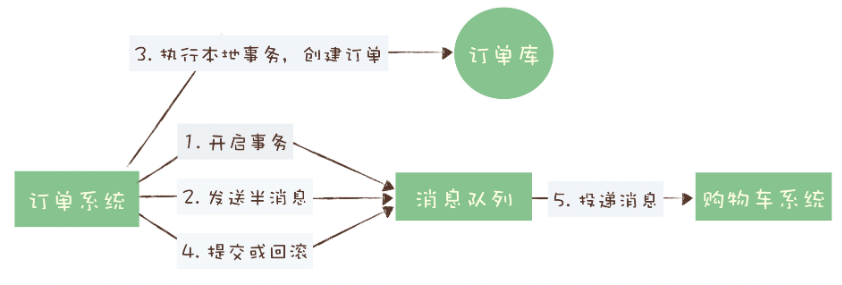 3. 执行本地事务，创建订单
订单库
1. 开启事务
订单系统
2. 发送半消息
消息队列
5. 投递消息
购物车系统
4. 提交或回滚